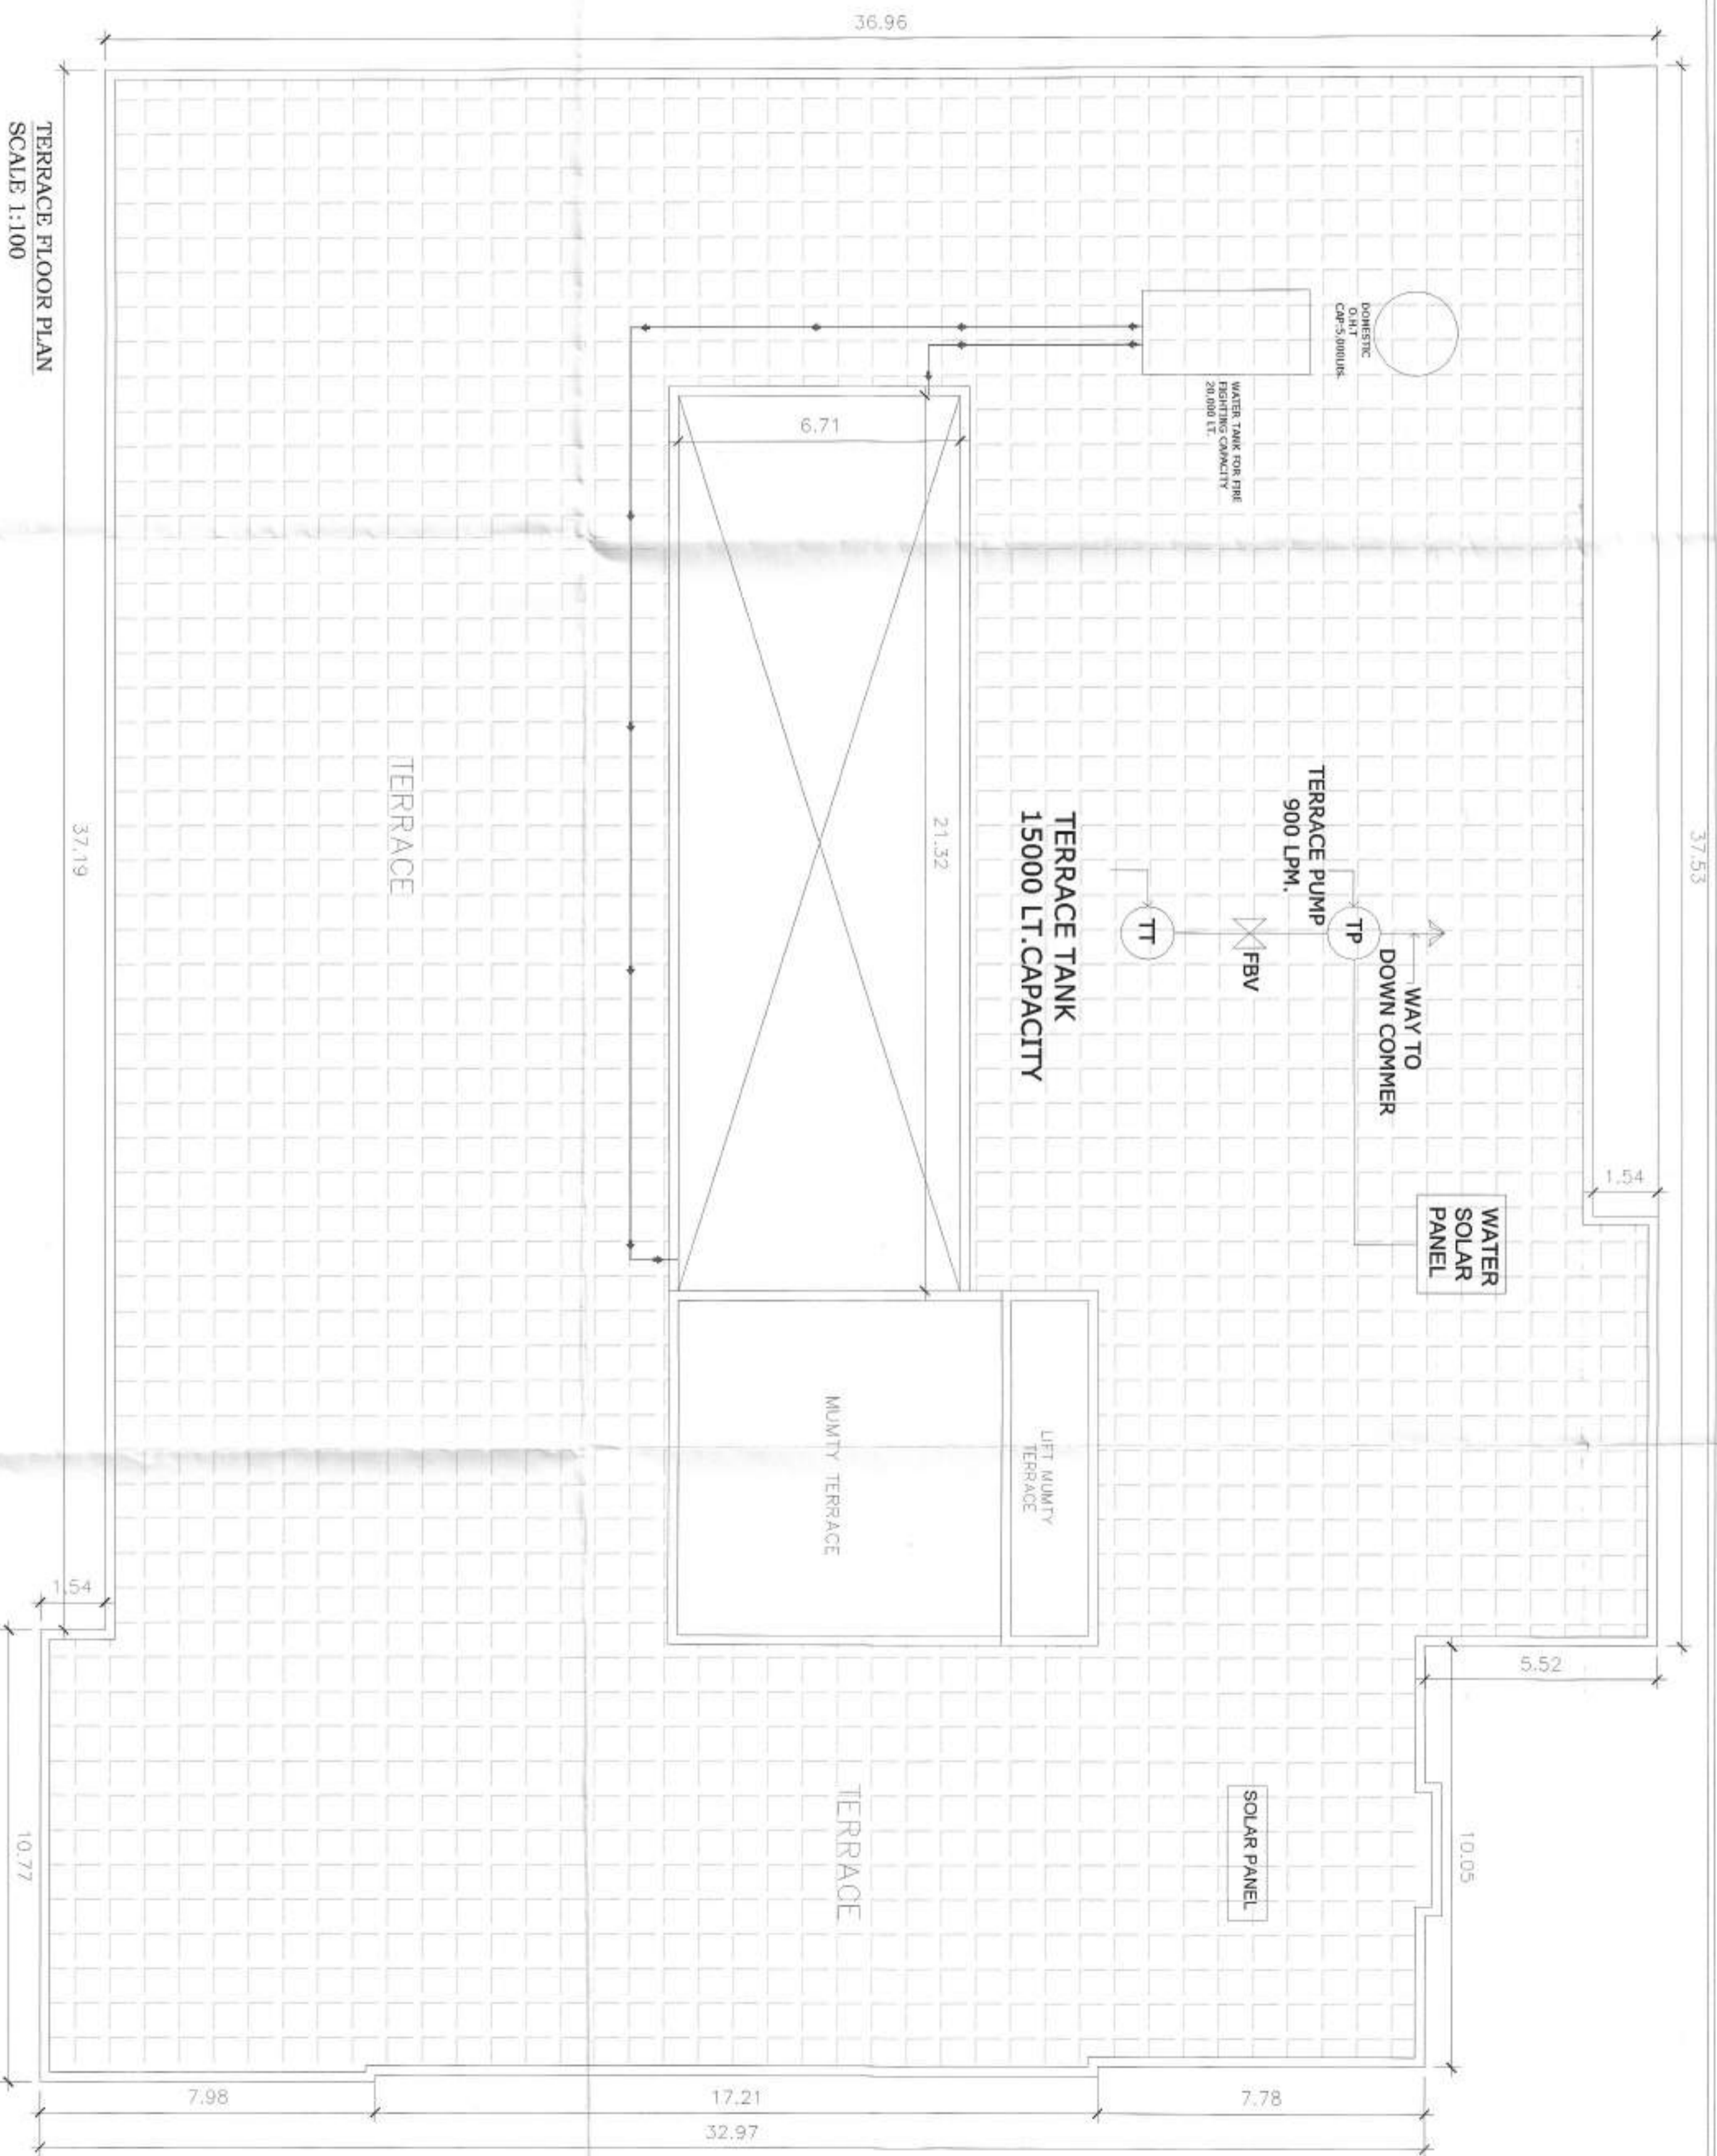 36.96
37.53
1.54
5.52
10.05
DOMESTIC
O.H.T
CAP:5,000Lits.
WATER TANK FOR FIRE
FIGHTING CAPACITY
20,000 LT.
TERRACE PUMP
900 LPM.
TP
WAY TO
DOWN COMMER
FBV
TT
TERRACE TANK
15000 LT.CAPACITY
WATER
SOLAR
PANEL
SOLAR PANEL
6.71
21.32
LIFT MUMTY
TERRACE
MUMTY TERRACE
TERRACE
TERRACE
37.19
1.54
10.77
7.98
17.21
7.78
32.97
TERRACE FLOOR PLAN
SCALE 1:100